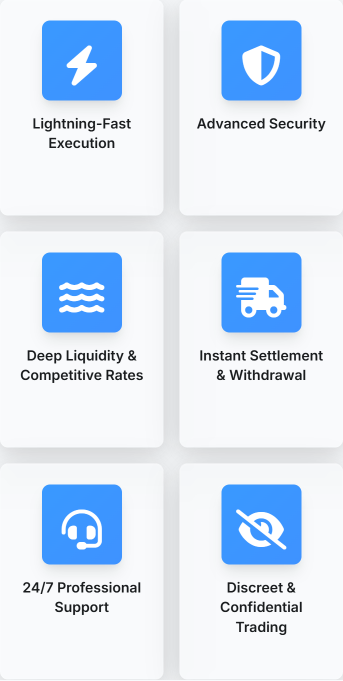 Lightning-Fast
Execution
Advanced Security
Deep Liquidity &
Competitive Rates
Instant Settlement
& Withdrawal
24/7 Professional
Support
Discreet &
Confidential
Trading